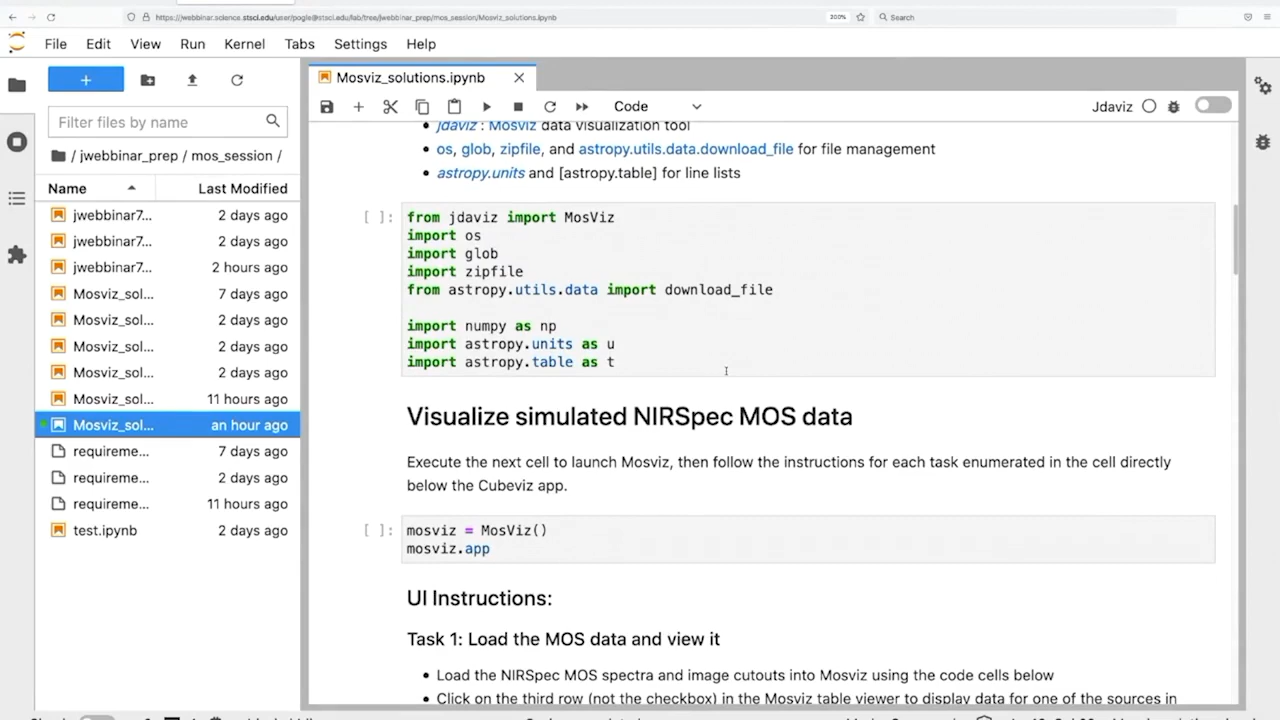 https://jwebbinar.science.stsci.edu/user/pogle@stsci.edu/lab/tree/jwebbinar_prep/mos_session/Mosviz_solutions.ipynb
200%
Search
File Edit View Run Kernel Tabs Settings Help
Mosviz_solutions.ipynb
Filter files by name
Code
Jdaviz
/ jwebbinar_prep / mos_session /
Name Last Modified
jwebbinar7... 2 days ago
jwebbinar7... 2 days ago
jwebbinar7... 2 hours ago
Mosviz_sol... 7 days ago
Mosviz_sol... 2 days ago
Mosviz_sol... 2 days ago
Mosviz_sol... 2 days ago
Mosviz_sol... 11 hours ago
Mosviz_sol... an hour ago
requireme... 7 days ago
requireme... 2 days ago
requireme... 11 hours ago
test.ipynb 2 days ago
• jdaviz : Mosviz data visualization tool
• os, glob, zipfile, and astropy.utils.data.download_file for file management
• astropy.units and [astropy.table] for line lists
[ ]: from jdaviz import MosViz
import os
import glob
import zipfile
from astropy.utils.data import download_file
import numpy as np
import astropy.units as u
import astropy.table as t
Visualize simulated NIRSpec MOS data
Execute the next cell to launch Mosviz, then follow the instructions for each task enumerated in the cell directly
below the Cubeviz app.
[ ]: mosviz = MosViz()
mosviz.app
UI Instructions:
Task 1: Load the MOS data and view it
• Load the NIRSpec MOS spectra and image cutouts into Mosviz using the code cells below
• Click on the third row (not the checkbox) in the Mosviz table viewer to display data for one of the sources in